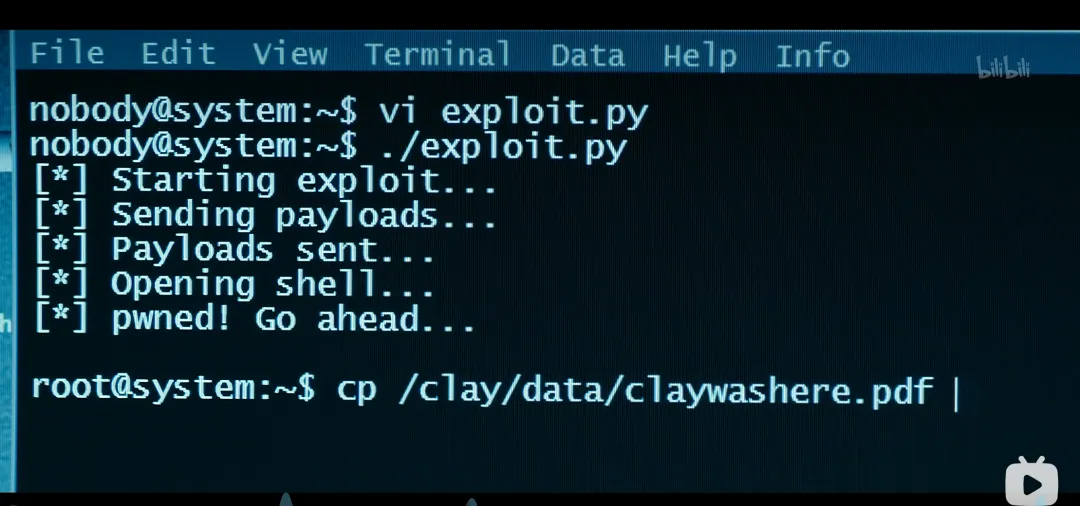 File Edit View Terminal Data Help Info
bilibili
nobody@system:~$ vi exploit.py
nobody@system:~$ ./exploit.py
[*] Starting exploit...
[*] Sending payloads...
[*] Payloads sent...
[*] Opening shell...
[*] pwned! Go ahead...
root@system:~$ cp /clay/data/claywashere.pdf |
h